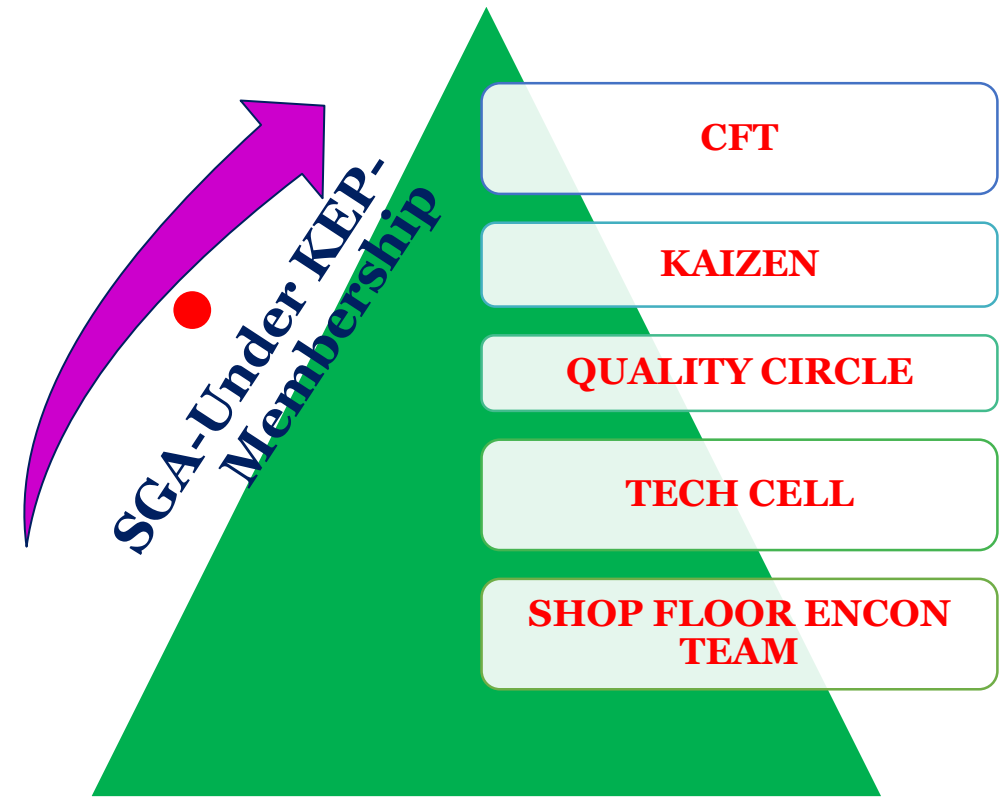 SGA-Under KEP-
Membership
CFT
KAIZEN
QUALITY CIRCLE
TECH CELL
SHOP FLOOR ENCON
TEAM